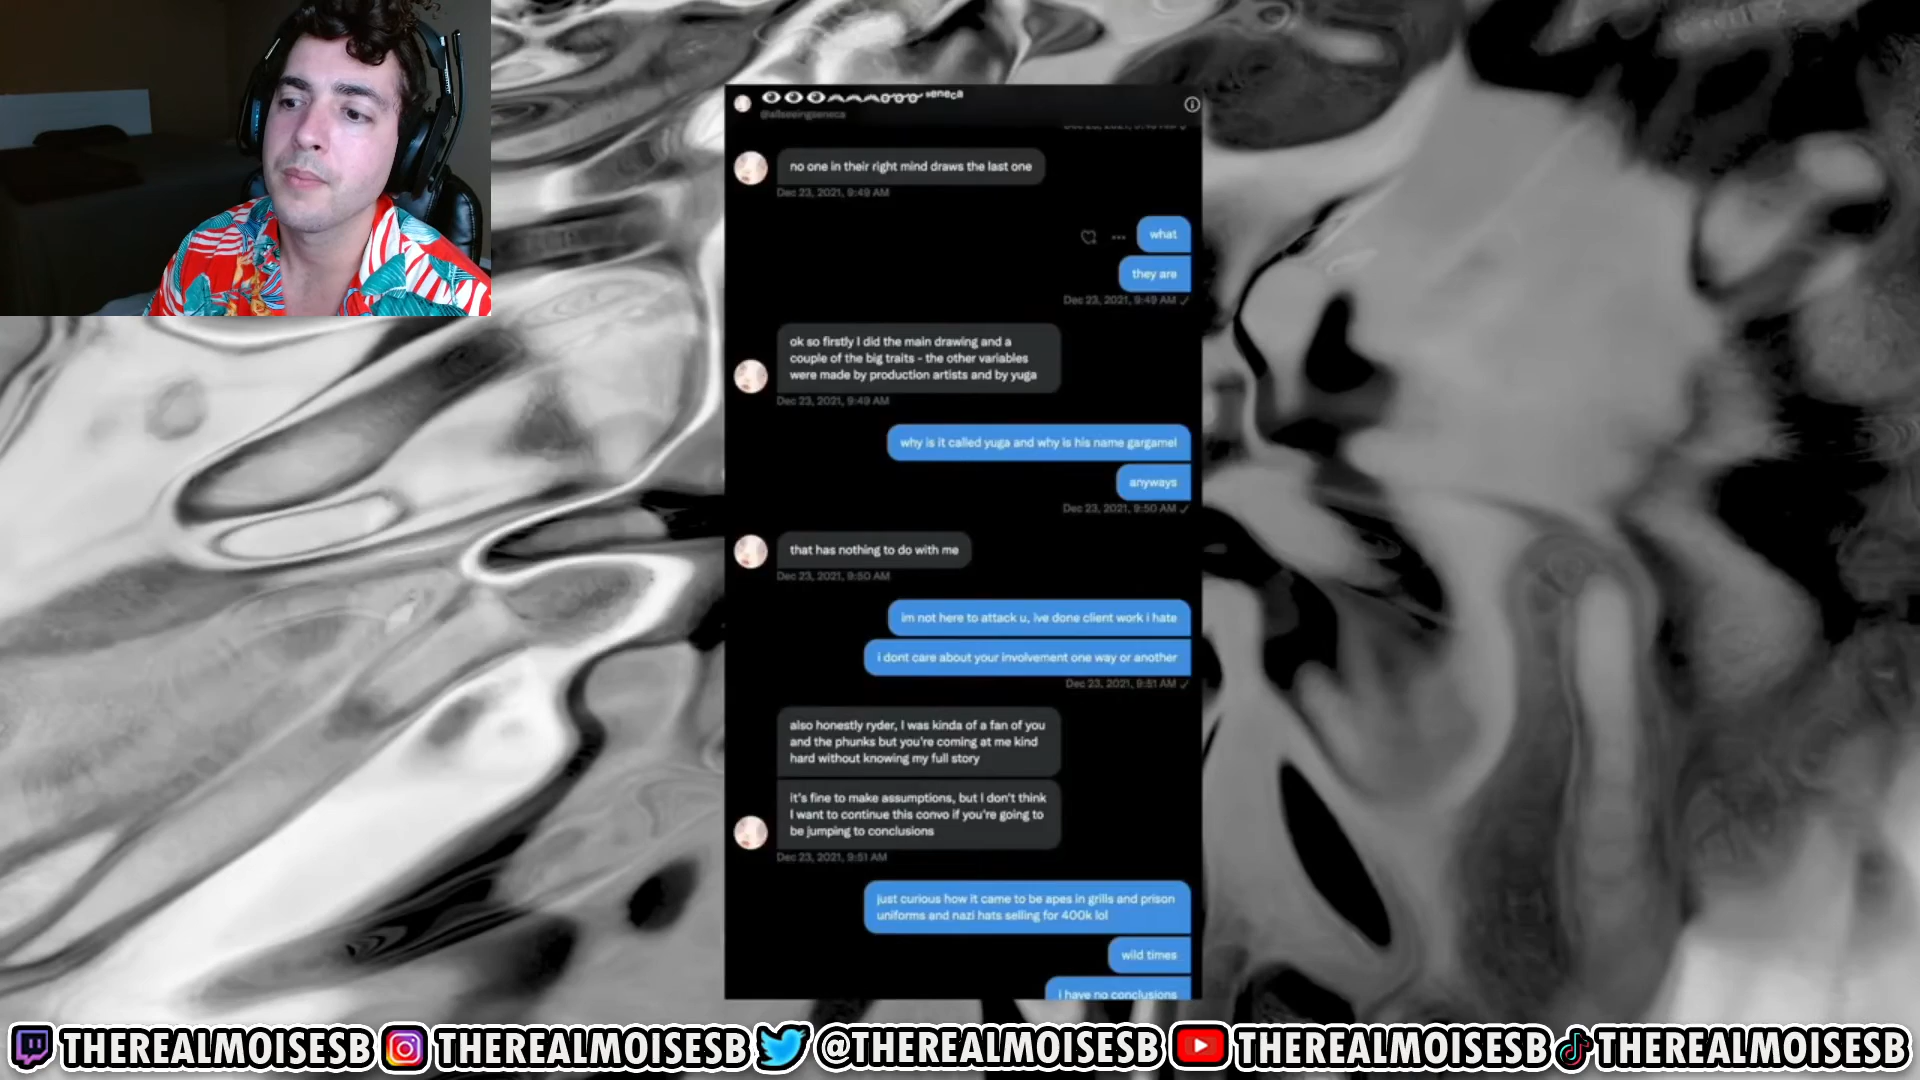 seneca
@allseeingseneca
no one in their right mind draws the last one
Dec 23, 2021, 9:49 AM
what
they are
Dec 23, 2021, 9:49 AM ✓
ok so firstly I did the main drawing and a
couple of the big traits - the other variables
were made by production artists and by yuga
Dec 23, 2021, 9:49 AM
why is it called yuga and why is his name gargamel
anyways
Dec 23, 2021, 9:50 AM ✓
that has nothing to do with me
Dec 23, 2021, 9:50 AM
im not here to attack u, ive done client work i hate
i dont care about your involvement one way or another
Dec 23, 2021, 9:51 AM ✓
also honestly ryder, I was kinda of a fan of you
and the phunks but you're coming at me kind
hard without knowing my full story
it's fine to make assumptions, but I don't think
I want to continue this convo if you're going to
be jumping to conclusions
Dec 23, 2021, 9:51 AM
just curious how it came to be apes in grills and prison
uniforms and nazi hats selling for 400k lol
wild times
i have no conclusions
THEREALMOISESB THEREALMOISESB @THEREALMOISESB THEREALMOISESB THEREALMOISESB